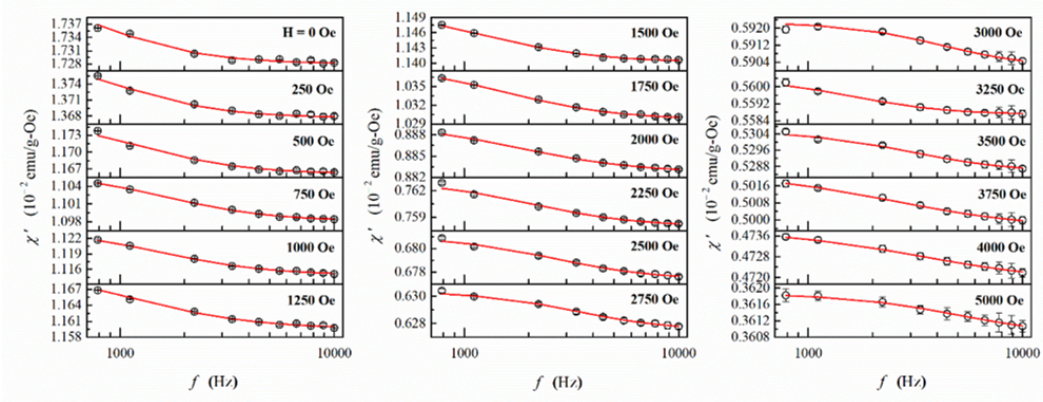 1.737
1.734
1.731
1.728
H = 0 Oe
1.374
1.371
1.368
250 Oe
1.173
1.170
1.167
500 Oe
1.104
1.101
1.098
750 Oe
1.122
1.119
1.116
1000 Oe
1.167
1.164
1.161
1.158
1250 Oe
χ′ (10⁻² emu/g-Oe)
1000 10000
f (Hz)
1.149
1.146
1.143
1.140
1500 Oe
1.035
1.032
1.029
1750 Oe
0.888
0.885
0.882
2000 Oe
0.762
0.759
2250 Oe
0.680
0.678
2500 Oe
0.630
0.628
2750 Oe
χ′ (10⁻² emu/g-Oe)
1000 10000
f (Hz)
0.5920
0.5912
0.5904
3000 Oe
0.5600
0.5592
0.5584
3250 Oe
0.5304
0.5296
0.5288
3500 Oe
0.5016
0.5008
0.5000
3750 Oe
0.4736
0.4728
0.4720
4000 Oe
0.3620
0.3616
0.3612
0.3608
5000 Oe
χ′ (10⁻² emu/g-Oe)
1000 10000
f (Hz)